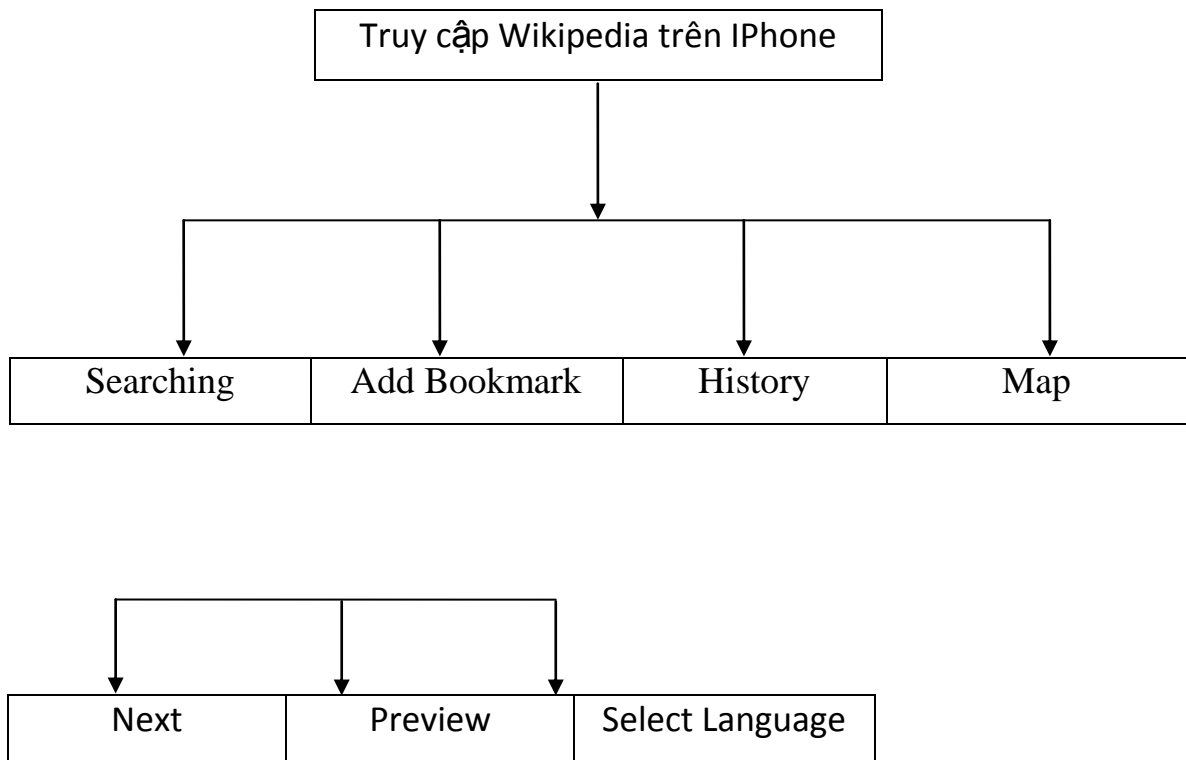 Truy cập Wikipedia trên IPhone
Searching Add Bookmark History Map
Next Preview Select Language